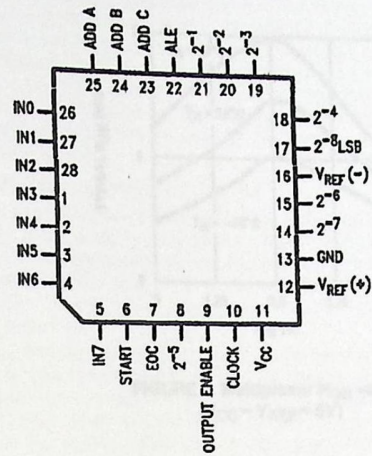 ADD A
ADD B
ADD C
ALE
2⁻¹
2⁻²
2⁻³
25 24 23 22 21 20 19
IN0 26
IN1 27
IN2 28
IN3 1
IN4 2
IN5 3
IN6 4
18 2⁻⁴
17 2⁻⁸LSB
16 VREF(-)
15 2⁻⁶
14 2⁻⁷
13 GND
12 VREF(+)
5 6 7 8 9 10 11
IN7
START
EOC
2⁻⁵
OUTPUT ENABLE
CLOCK
VCC